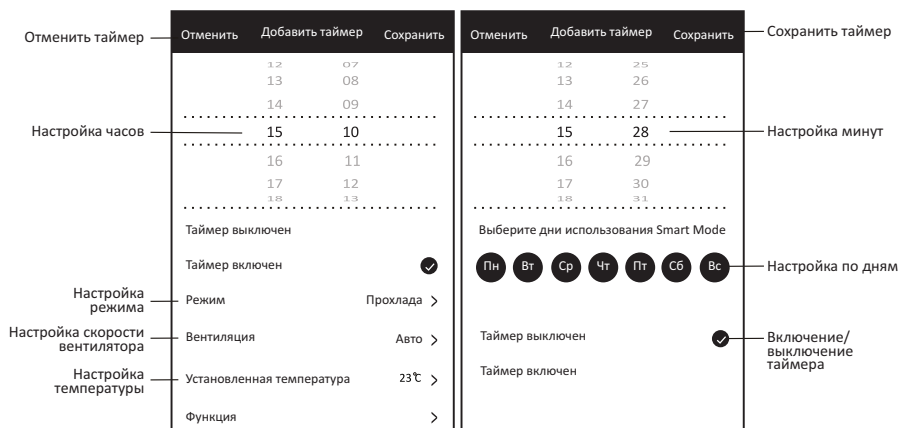 Отменить таймер
Отменить Добавить таймер Сохранить
12 07
13 08
14 09
Настройка часов
15 10
16 11
17 12
18 13
Таймер выключен
Таймер включен
Настройка
режима
Режим Прохлада >
Настройка скорости
вентилятора
Вентиляция Авто >
Настройка
температуры
Установленная температура 23℃ >
Функция >
Отменить Добавить таймер Сохранить
Сохранить таймер
12 25
13 26
14 27
15 28
Настройка минут
16 29
17 30
18 31
Выберите дни использования Smart Mode
Пн Вт Ср Чт Пт Сб Вс
Настройка по дням
Таймер выключен
Включение/
выключение
таймера
Таймер включен